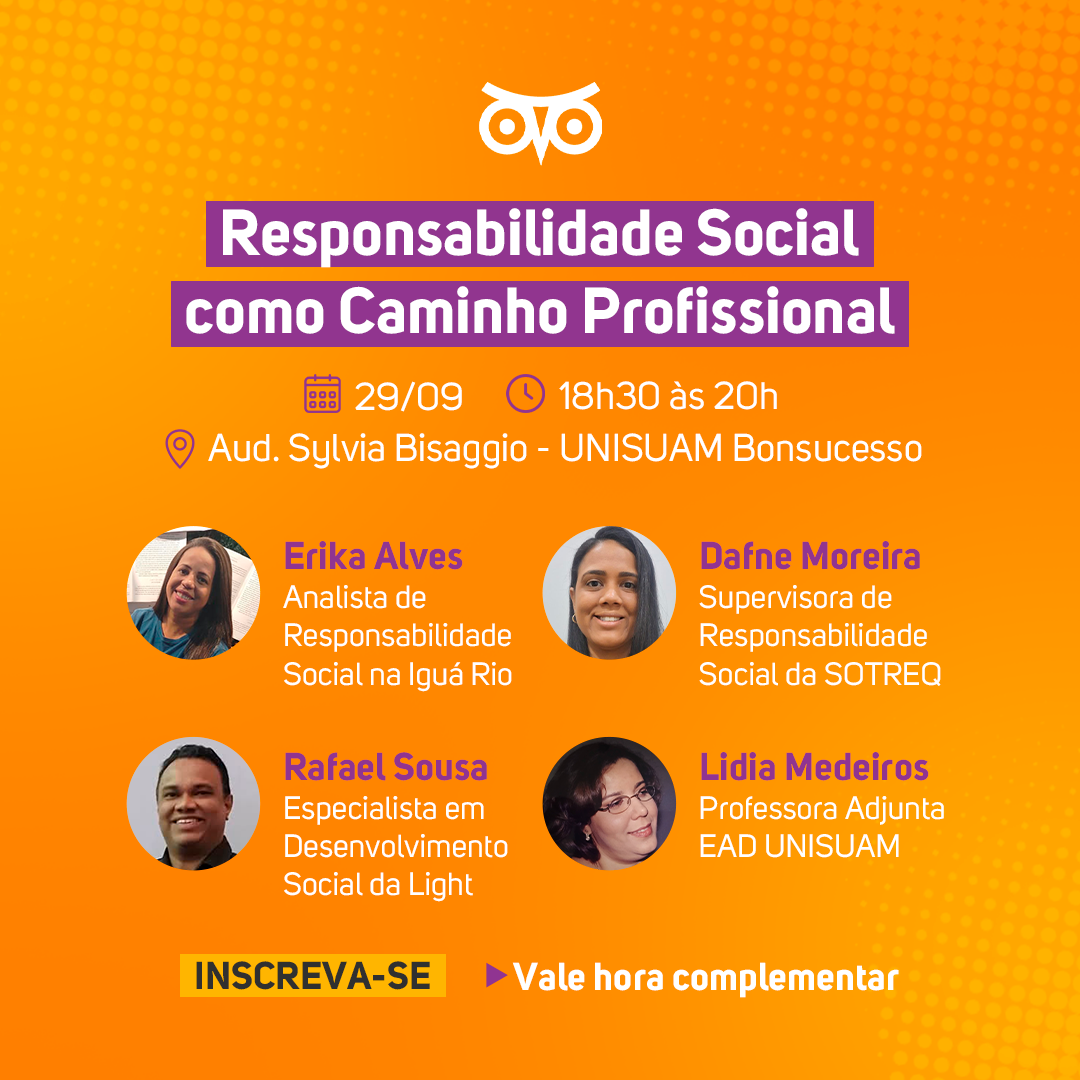 Responsabilidade Social
como Caminho Profissional
29/09
18h30 às 20h
Aud. Sylvia Bisaggio - UNISUAM Bonsucesso
Erika Alves
Analista de
Responsabilidade
Social na Iguá Rio
Dafne Moreira
Supervisora de
Responsabilidade
Social da SOTREQ
Rafael Sousa
Especialista em
Desenvolvimento
Social da Light
Lidia Medeiros
Professora Adjunta
EAD UNISUAM
INSCREVA-SE
Vale hora complementar